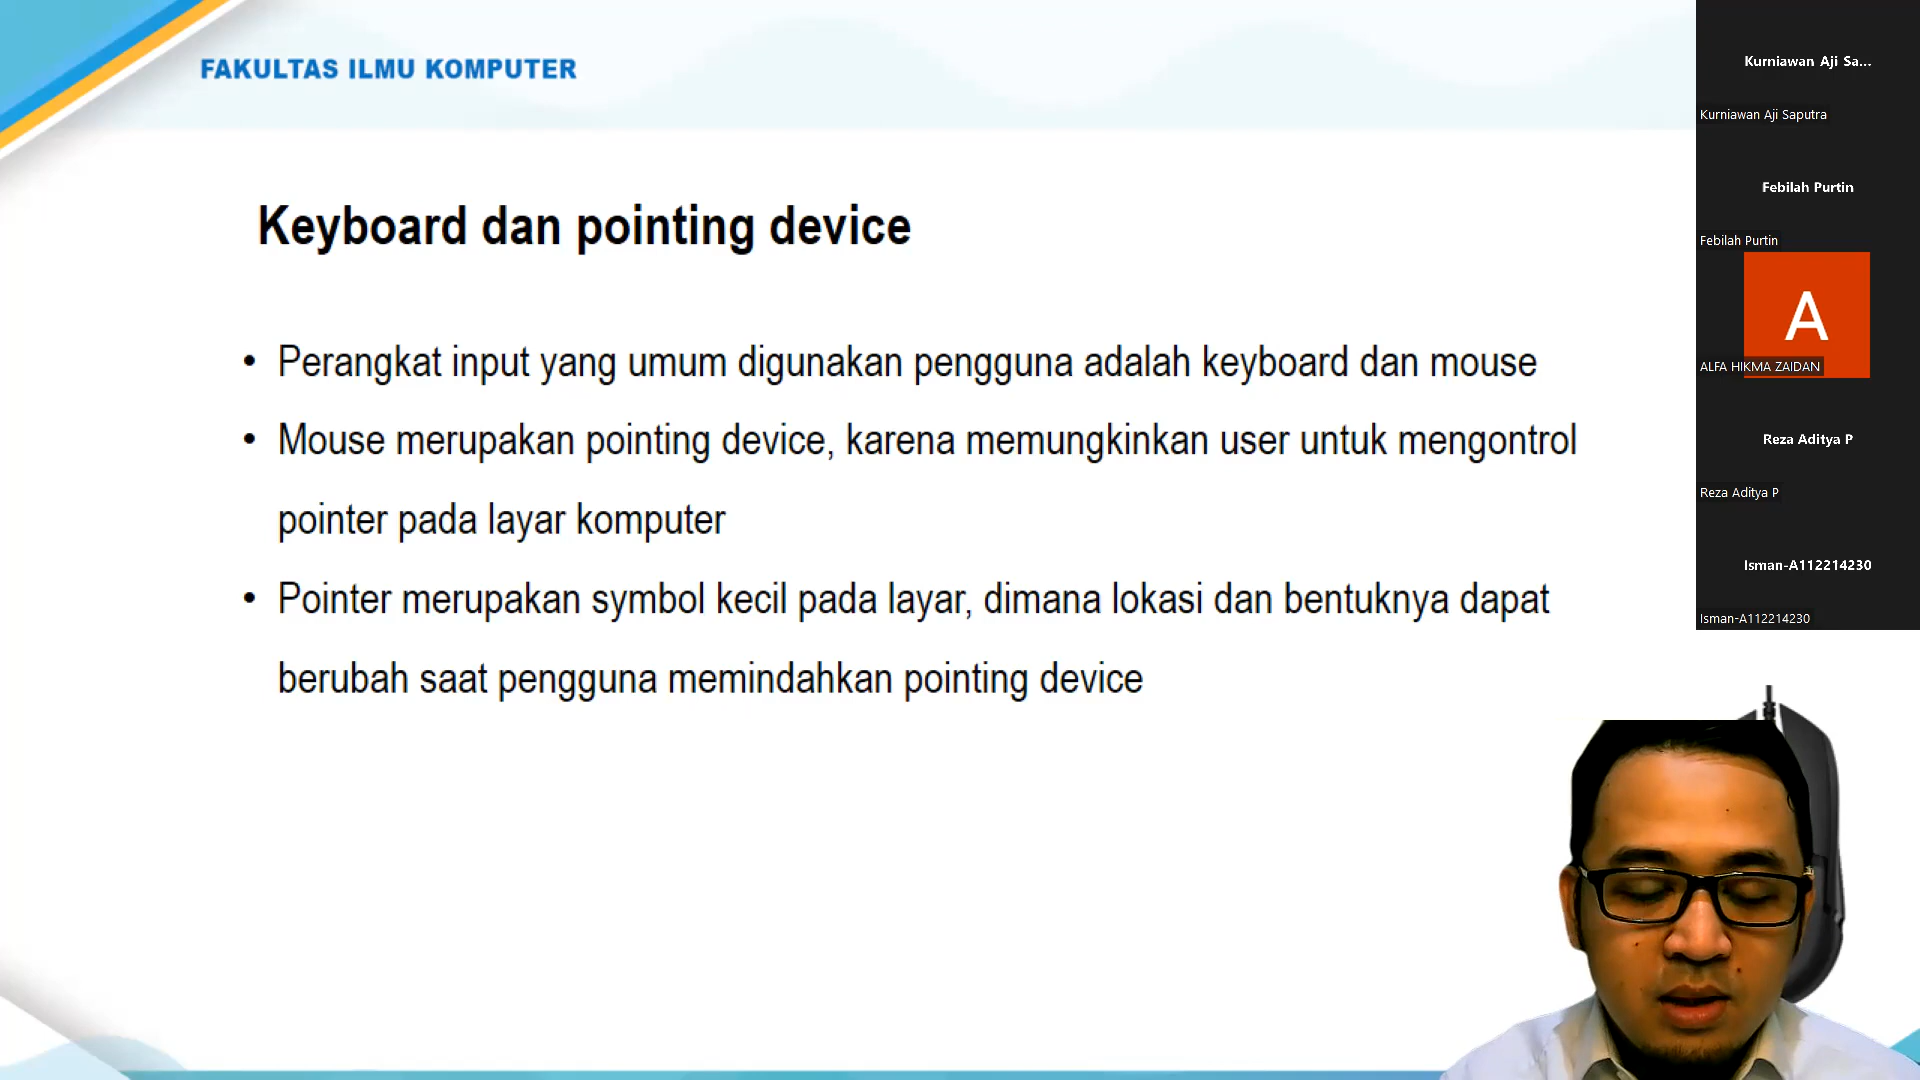 FAKULTAS ILMU KOMPUTER
Keyboard dan pointing device
• Perangkat input yang umum digunakan pengguna adalah keyboard dan mouse
• Mouse merupakan pointing device, karena memungkinkan user untuk mengontrol
pointer pada layar komputer
• Pointer merupakan symbol kecil pada layar, dimana lokasi dan bentuknya dapat
berubah saat pengguna memindahkan pointing device
Kurniawan Aji Sa...
Kurniawan Aji Saputra
Febilah Purtin
Febilah Purtin
A
ALFA HIKMA ZAIDAN
Reza Aditya P
Reza Aditya P
Isman-A112214230
Isman-A112214230